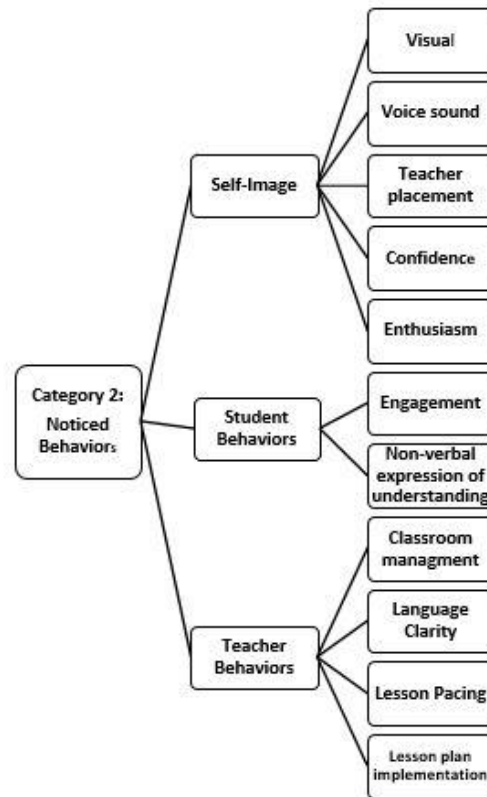 Category 2:
Noticed
Behaviors
Self-Image
Visual
Voice sound
Teacher
placement
Confidence
Enthusiasm
Student
Behaviors
Engagement
Non-verbal
expression of
understanding
Teacher
Behaviors
Classroom
managment
Language
Clarity
Lesson Pacing
Lesson plan
implementation